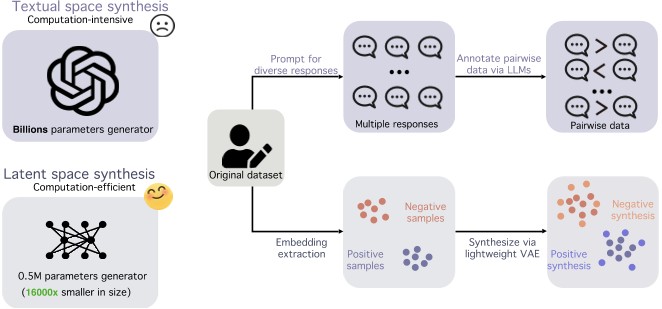 Textual space synthesis
Computation-intensive
Billions parameters generator
Latent space synthesis
Computation-efficient
0.5M parameters generator
(16000x smaller in size)
Original dataset
Prompt for
diverse responses
Multiple responses
Annotate pairwise
data via LLMs
Pairwise data
Embedding
extraction
Negative
samples
Positive
samples
Synthesize via
lightweight VAE
Negative
synthesis
Positive
synthesis